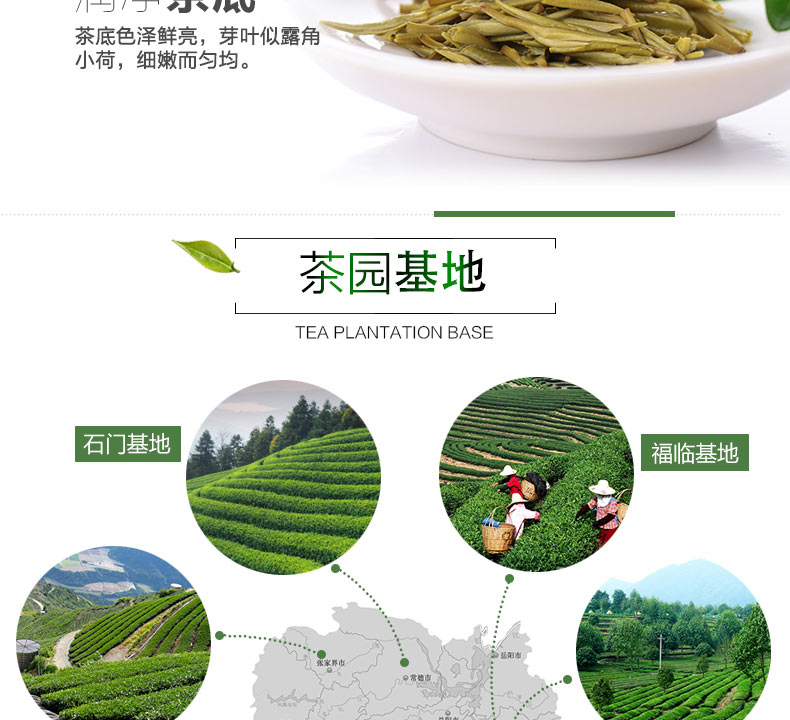 茶底
茶底色泽鲜亮，芽叶似露角
小荷，细嫩而匀均。
茶园基地
TEA PLANTATION BASE
石门基地
福临基地
张家界市
常德市
岳阳市